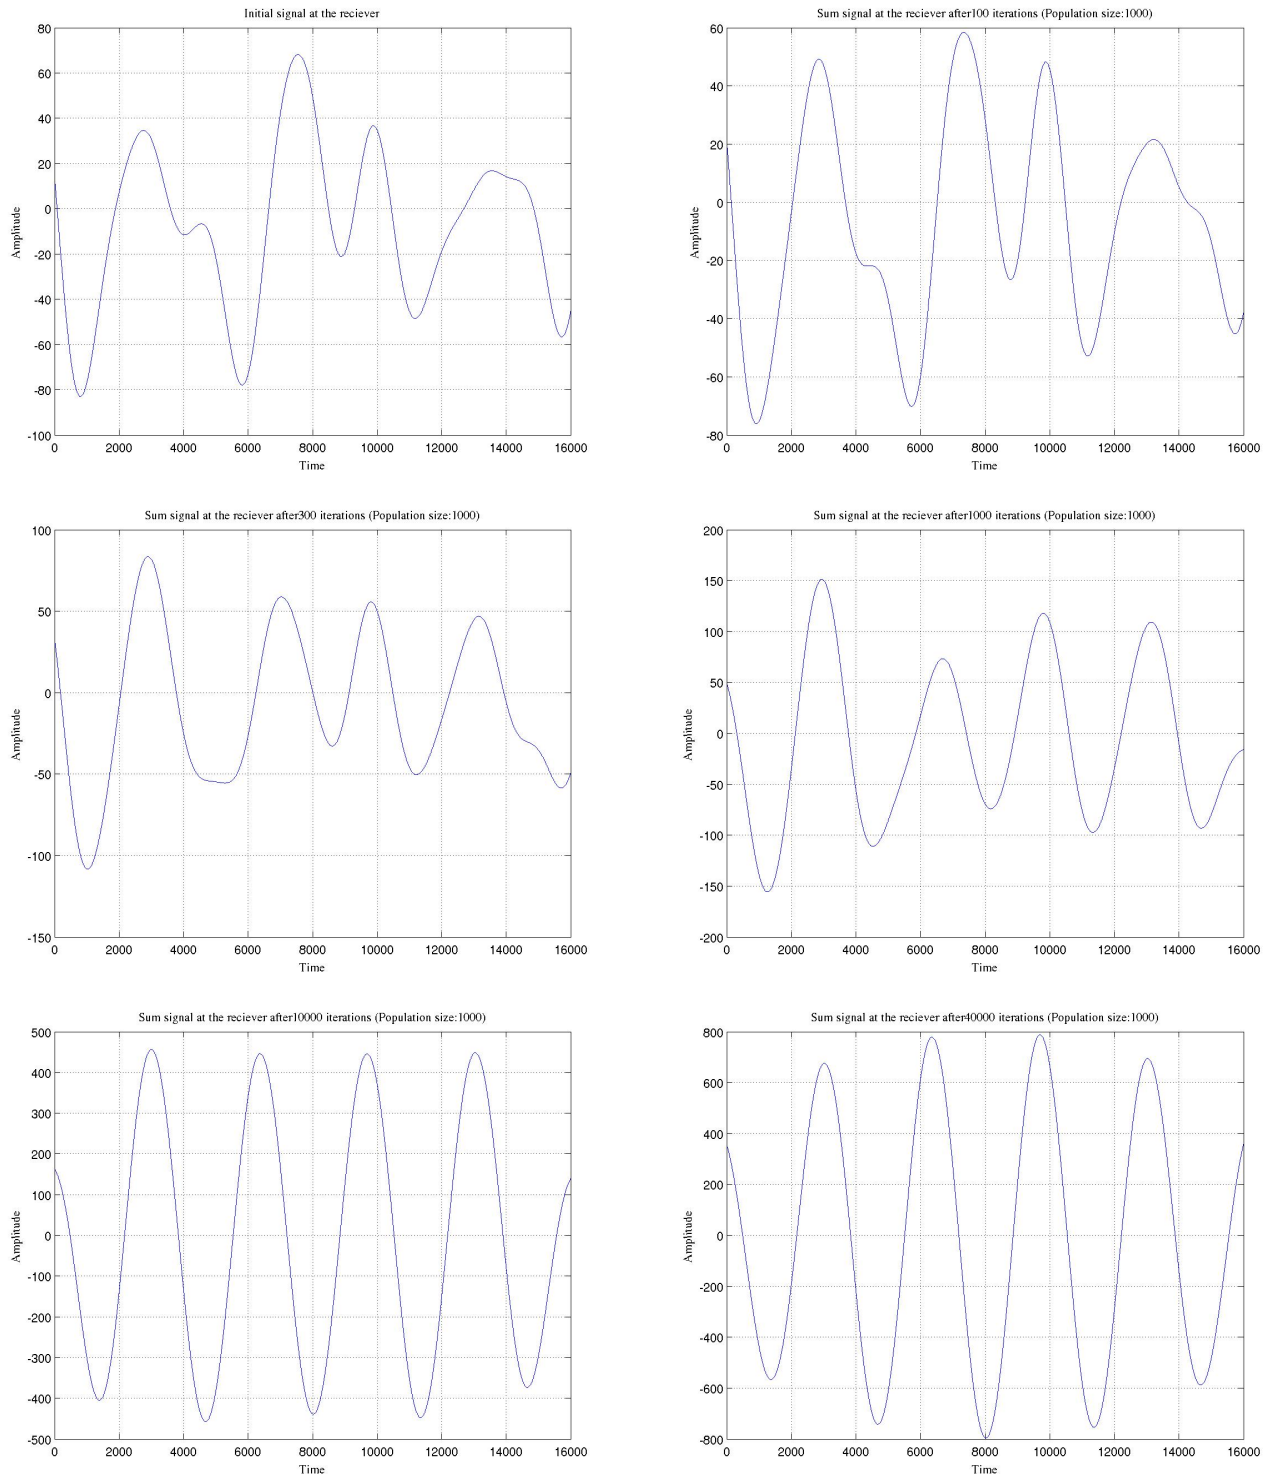 Initial signal at the reciever
80
60
40
20
0
-20
-40
-60
-80
-100
Amplitude
0 2000 4000 6000 8000 10000 12000 14000 16000
Time
Sum signal at the reciever after100 iterations (Population size:1000)
60
40
20
0
-20
-40
-60
-80
Amplitude
0 2000 4000 6000 8000 10000 12000 14000 16000
Time
Sum signal at the reciever after300 iterations (Population size:1000)
100
50
0
-50
-100
-150
Amplitude
0 2000 4000 6000 8000 10000 12000 14000 16000
Time
Sum signal at the reciever after1000 iterations (Population size:1000)
200
150
100
50
0
-50
-100
-150
-200
Amplitude
0 2000 4000 6000 8000 10000 12000 14000 16000
Time
Sum signal at the reciever after10000 iterations (Population size:1000)
500
400
300
200
100
0
-100
-200
-300
-400
-500
Amplitude
0 2000 4000 6000 8000 10000 12000 14000 16000
Time
Sum signal at the reciever after40000 iterations (Population size:1000)
800
600
400
200
0
-200
-400
-600
-800
Amplitude
0 2000 4000 6000 8000 10000 12000 14000 16000
Time